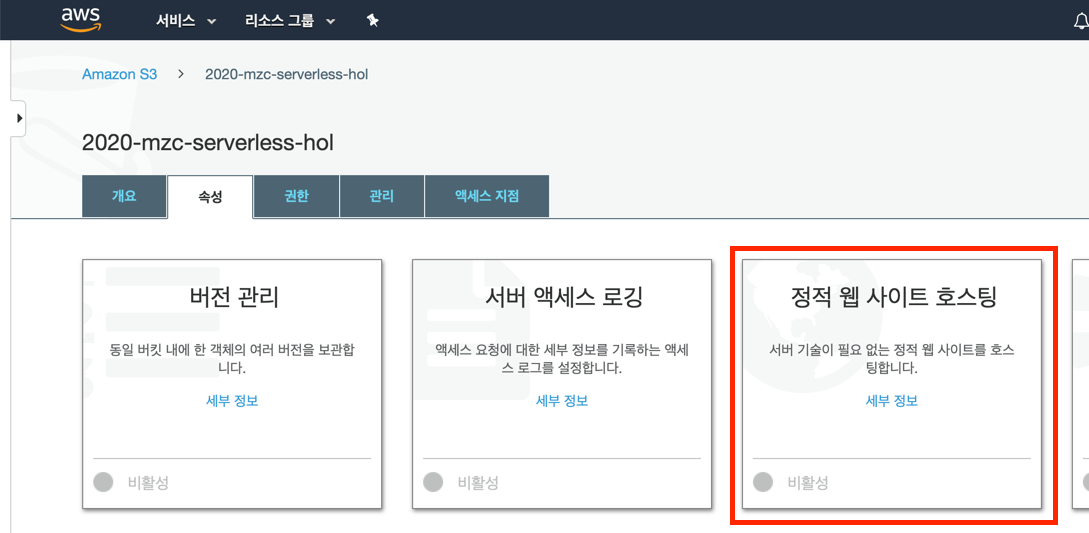 aws 서비스 리소스 그룹
Amazon S3 > 2020-mzc-serverless-hol
2020-mzc-serverless-hol
개요 속성 권한 관리 액세스 지점
버전 관리
동일 버킷 내에 한 객체의 여러 버전을 보관합
니다.
세부 정보
비활성
서버 액세스 로깅
액세스 요청에 대한 세부 정보를 기록하는 액세
스 로그를 설정합니다.
세부 정보
비활성
정적 웹 사이트 호스팅
서버 기술이 필요 없는 정적 웹 사이트를 호스
팅합니다.
세부 정보
비활성